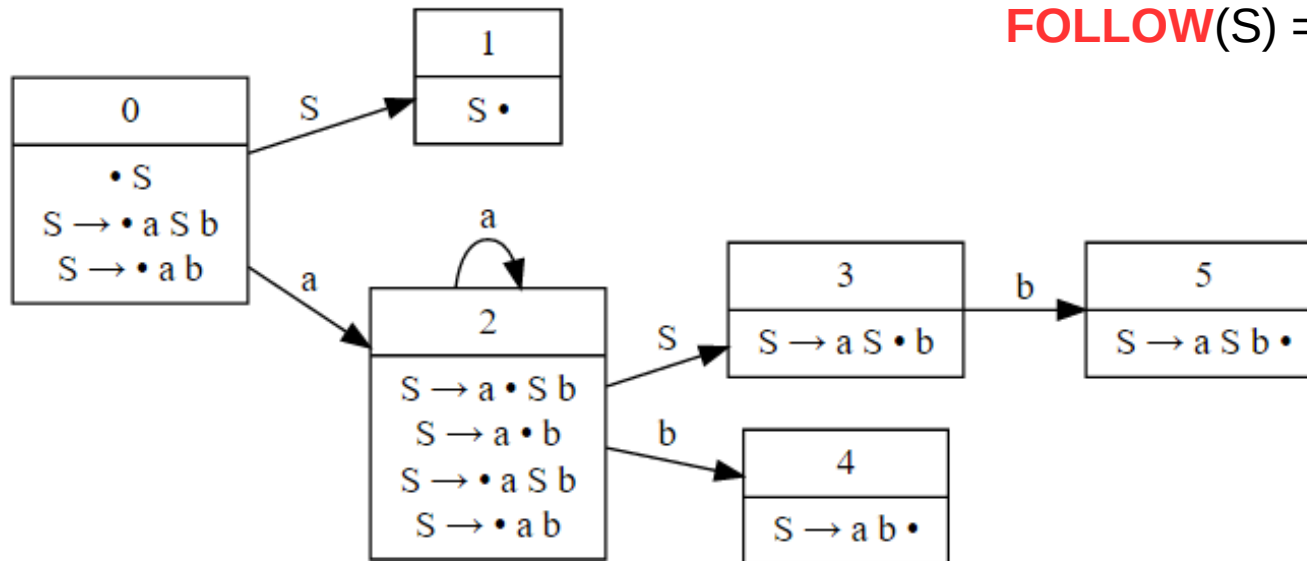 FOLLOW(S) =
1
S •
0
• S
S → • a S b
S → • a b
S
a
a
2
S → a • S b
S → a • b
S → • a S b
S → • a b
S
b
3
S → a S • b
b
5
S → a S b •
4
S → a b •